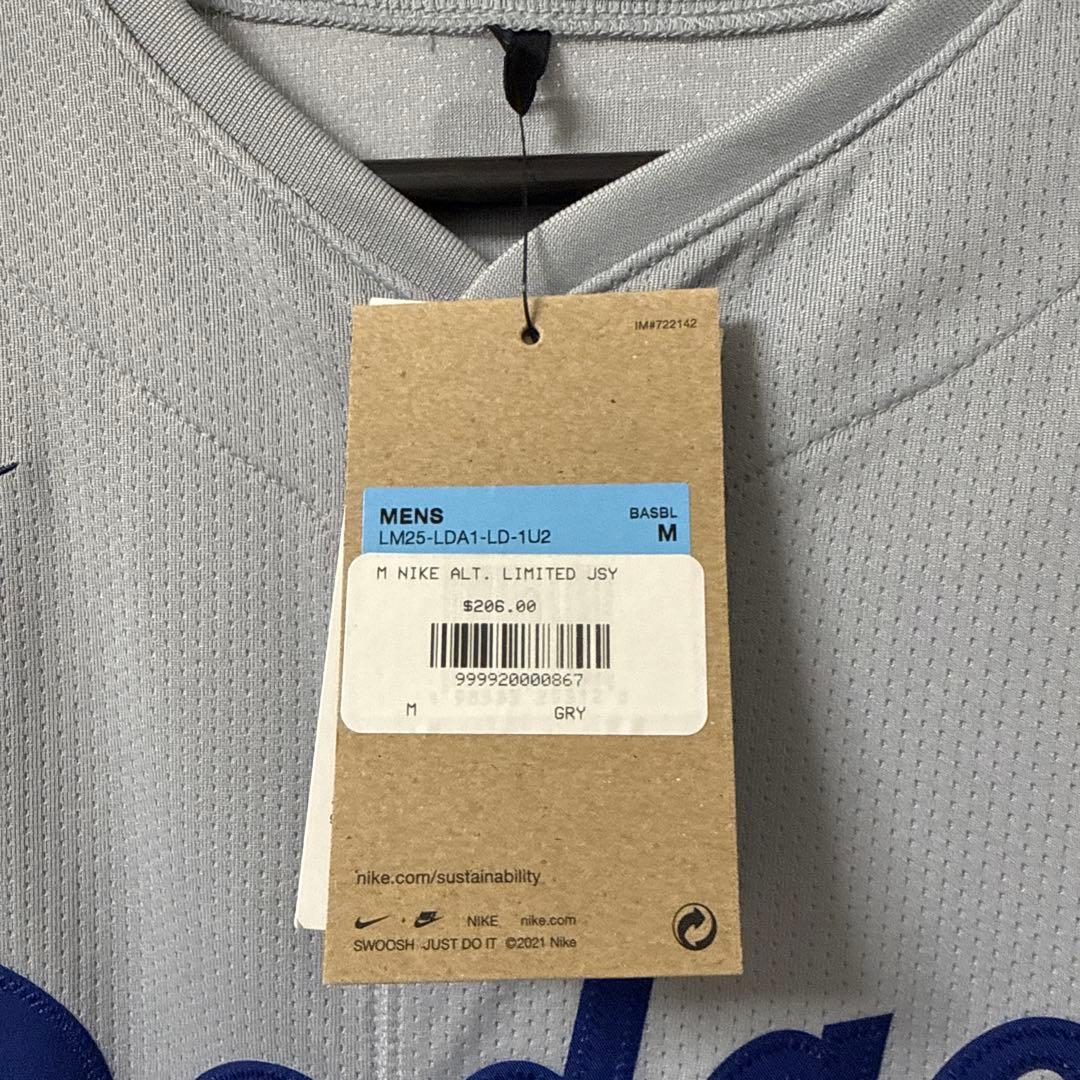 IM#722142
MENS BASBL
LM25-LDA1-LD-1U2 M
M NIKE ALT. LIMITED JSY
$206.00
999920000867
M GRY
nike.com/sustainability
NIKE nike.com
SWOOSH JUST DO IT ©2021 Nike